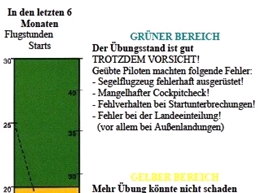 In den letzten 6
Monaten
Flugstunden
Starts
30
25
20
40
35
30
GRÜNER BEREICH
Der Übungsstand ist gut
TROTZDEM VORSICHT!
Geübte Piloten machten folgende Fehler:
- Segelflugzeug fehlerhaft ausgerüstet!
- Mangelhafter Cockpitcheck!
- Fehlverhalten bei Startunterbrechungen!
- Fehler bei der Landeeinteilung!
(vor allem bei Außenlandungen)
GELBER BEREICH
Mehr Übung könnte nicht schaden